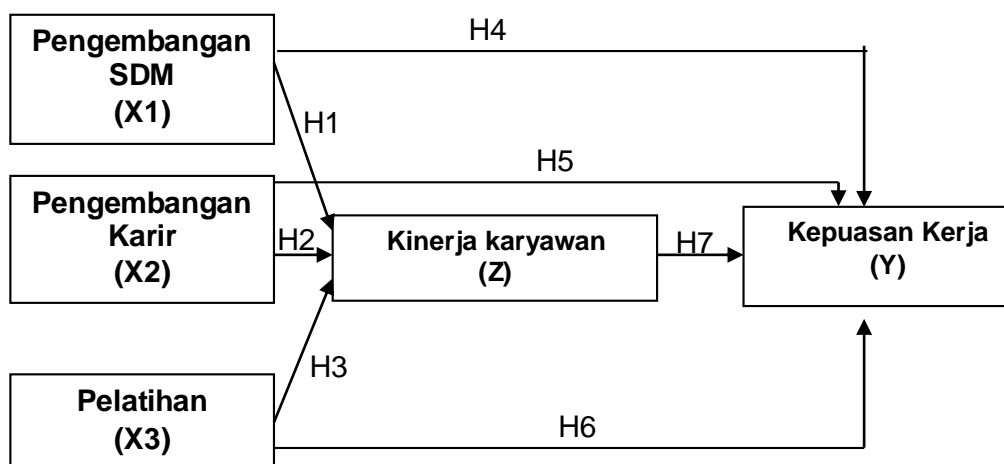 H4
Pengembangan
SDM
(X1)
H1
H5
Pengembangan
Karir
(X2)
H2
Kinerja karyawan
(Z)
H7
Kepuasan Kerja
(Y)
H3
Pelatihan
(X3)
H6